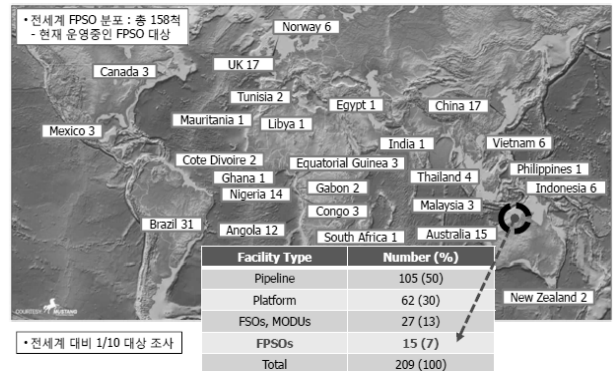 • 전세계 FPSO 분포 : 총 158척
- 현재 운영중인 FPSO 대상
Norway 6
Canada 3
UK 17
Tunisia 2
Egypt 1
China 17
Mauritania 1
Libya 1
Mexico 3
India 1
Vietnam 6
Cote Divoire 2
Equatorial Guinea 3
Philippines 1
Ghana 1
Thailand 4
Nigeria 14
Gabon 2
Indonesia 6
Congo 3
Malaysia 3
Brazil 31
Angola 12
South Africa 1
Australia 15
Facility Type Number (%)
Pipeline 105 (50)
Platform 62 (30)
FSOs, MODUs 27 (13)
FPSOs 15 (7)
Total 209 (100)
New Zealand 2
COURTESY MUSTANG
• 전세계 대비 1/10 대상 조사